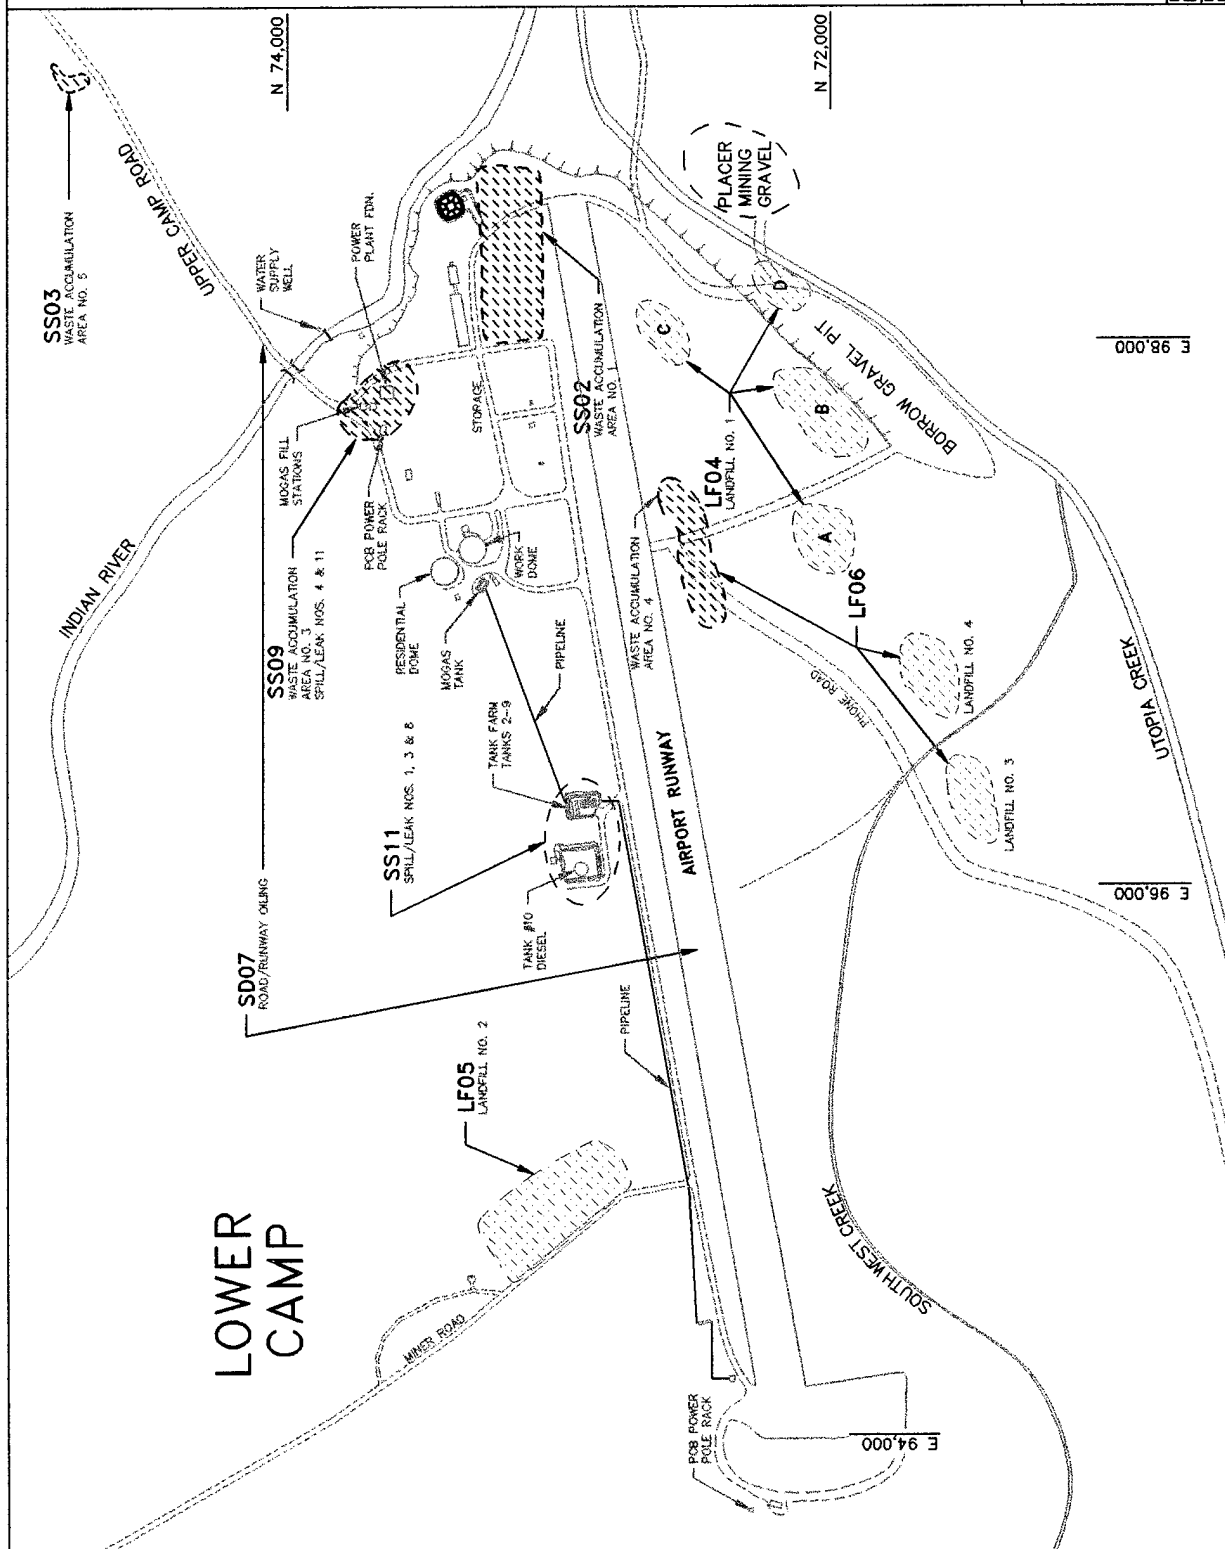 LOWER
CAMP
SS03
WASTE ACCUMULATION
AREA NO. 5
UPPER CAMP ROAD
N 74,000
N 72,000
WATER
SUPPLY
WELL
POWER
PLANT FDN.
PLACER
MINING
GRAVEL
INDIAN RIVER
MOGAS FILL
STATIONS
PCB POWER
POLE RACK
STORAGE
SS02
WASTE ACCUMULATION
AREA NO. 1
SS09
WASTE ACCUMULATION
AREA NO. 3
SPILL/LEAK NOS. 4 & 11
RESIDENTIAL
DOME
WORK
DOME
MOGAS
TANK
PIPELINE
SD07
ROAD/RUNWAY OILING
SS11
SPILL/LEAK NOS. 1, 3 & 8
TANK FARM
TANKS 2-9
TANK #10
DIESEL
AIRPORT RUNWAY
WASTE ACCUMULATION
AREA NO. 4
LF04
LANDFILL NO. 1
A
B
C
D
BORROW GRAVEL PIT
E 98,000
LF06
LANDFILL NO. 4
LANDFILL NO. 3
PHONE ROAD
UTOPIA CREEK
E 96,000
LF05
LANDFILL NO. 2
PIPELINE
MINER ROAD
SOUTH WEST CREEK
PCB POWER
POLE RACK
E 94,000